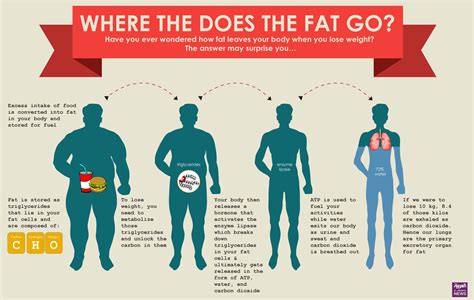 WHERE THE DOES THE FAT GO?
Have you ever wondered how fat leaves your body when you lose weight?
The answer may surprise you...
Excess intake of food
is converted into fat
in your body and
stored for fuel
triglycerides
enzyme
lipase
72%
water
Fat is stored as
triglycerides
that lie in your
fat cells and
are composed of:
Carbon
Hydrogen
Oxygen
C H O
To lose
weight, you
need to
metabolize
those
triglycerides
and unlock the
carbon in them
Your body then
releases a
hormone that
activates the
enzyme lipase
which breaks
down
triglycerides
in your fat
cells &
ultimately gets
released in the
form of ATP,
water, and
carbon dioxide
ATP is used to
fuel your
activities
while water
exits our body
as urine and
sweat and
carbon dioxide
is breathed out
If we were to
lose 10 kg, 8.4
of those kilos
are exhaled as
carbon dioxide.
Hence our lungs
are the primary
excretory organ for
fat
NEWS